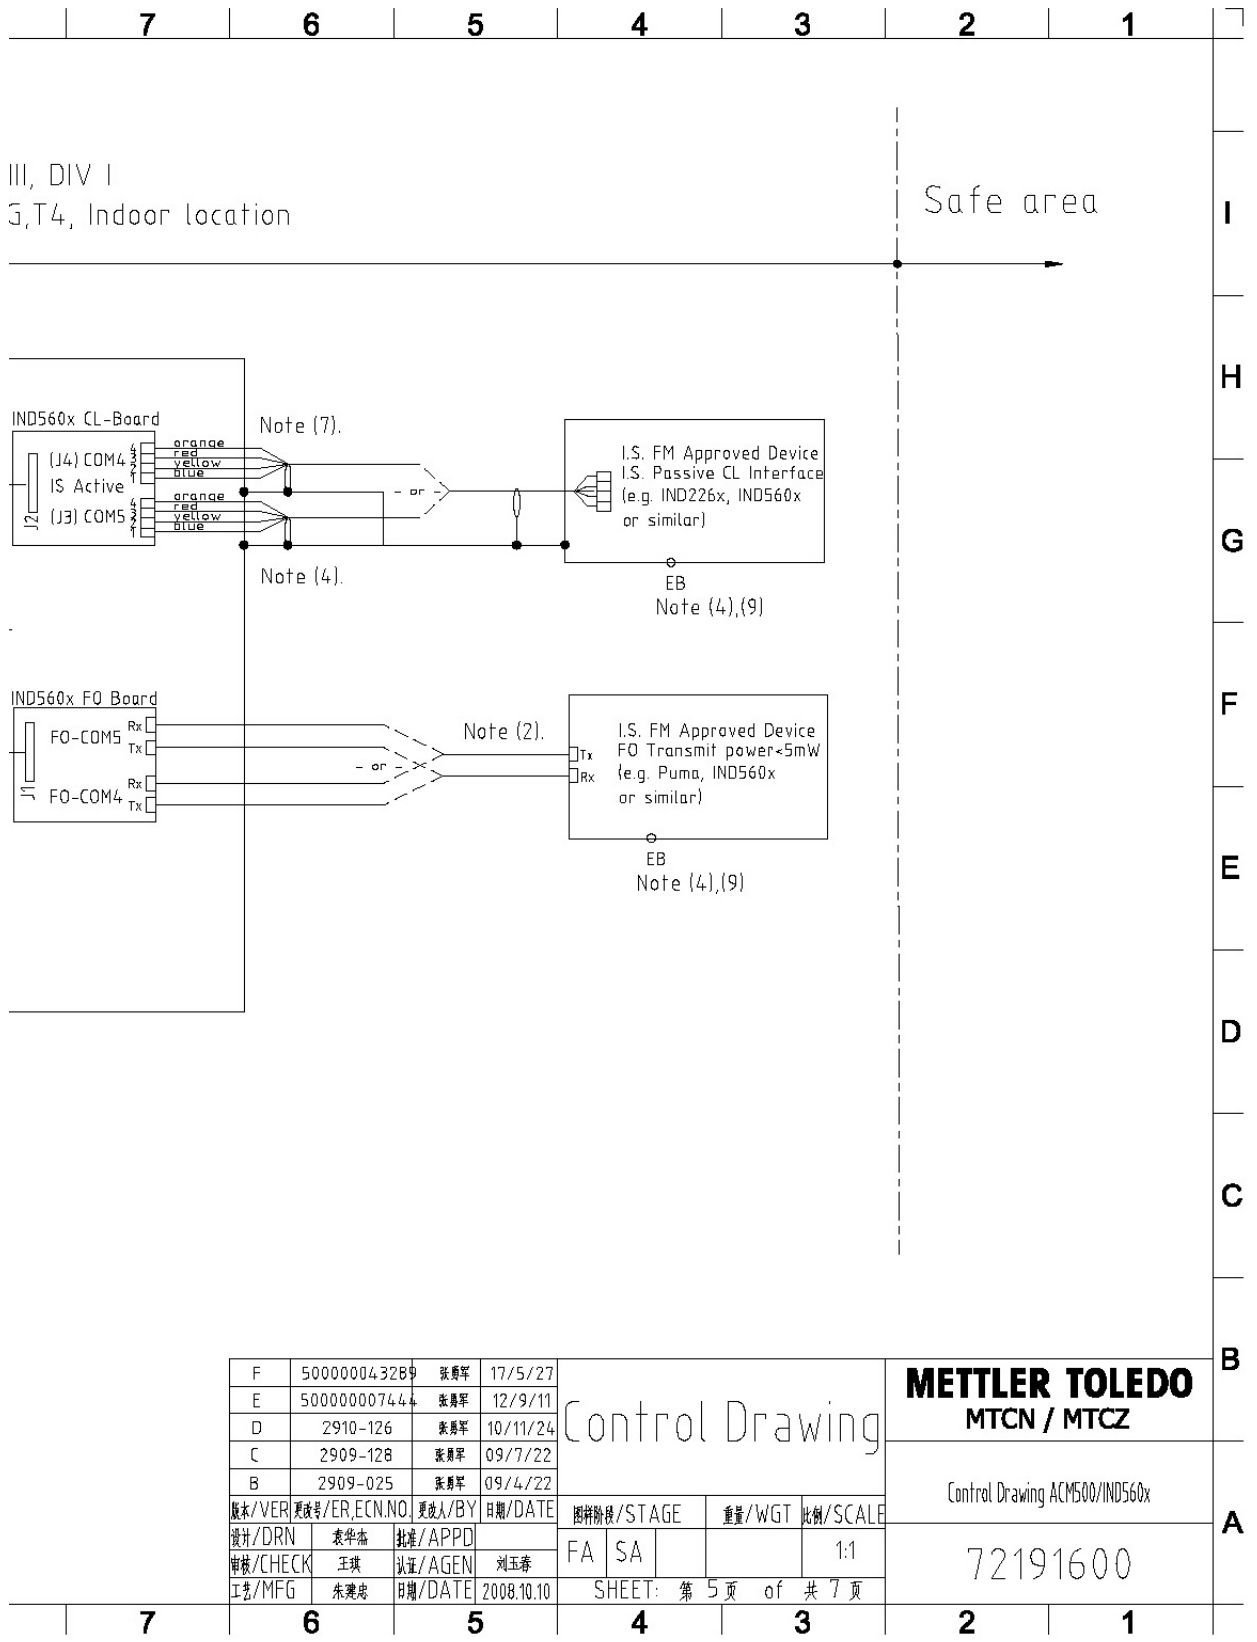 7 6 5 4 3 2 1
III, DIV I
G,T4, Indoor location
Safe area
I
H
IND560x CL-Board
Note (7).
(J4) COM4
IS Active
(J3) COM5
J2
4
3
2
1
orange
red
yellow
blue
4
3
2
1
orange
red
yellow
blue
- or -
I.S. FM Approved Device
I.S. Passive CL Interface
(e.g. IND226x, IND560x
or similar)
G
Note (4).
EB
Note (4),(9)
F
IND560x FO Board
FO-COM5
Rx
Tx
FO-COM4
Rx
Tx
J1
- or -
Note (2).
Tx
Rx
I.S. FM Approved Device
FO Transmit power<5mW
(e.g. Puma, IND560x
or similar)
EB
Note (4),(9)
E
D
C
B
F 500000043289 张勇军 17/5/27
E 500000007444 张勇军 12/9/11
D 2910-126 张勇军 10/11/24
C 2909-128 张勇军 09/7/22
B 2909-025 张勇军 09/4/22
版本/VER 更改号/ER,ECN.NO. 更改人/BY 日期/DATE
设计/DRN 袁华杰 批准/APPD
审核/CHECK 王琪 认证/AGEN 刘玉春
工艺/MFG 朱建忠 日期/DATE 2008.10.10
Control Drawing
图样阶段/STAGE 重量/WGT 比例/SCALE
FA SA 1:1
SHEET: 第 5 页 of 共 7 页
METTLER TOLEDO
MTCN / MTCZ
Control Drawing ACM500/IND560x
72191600
A
7 6 5 4 3 2 1